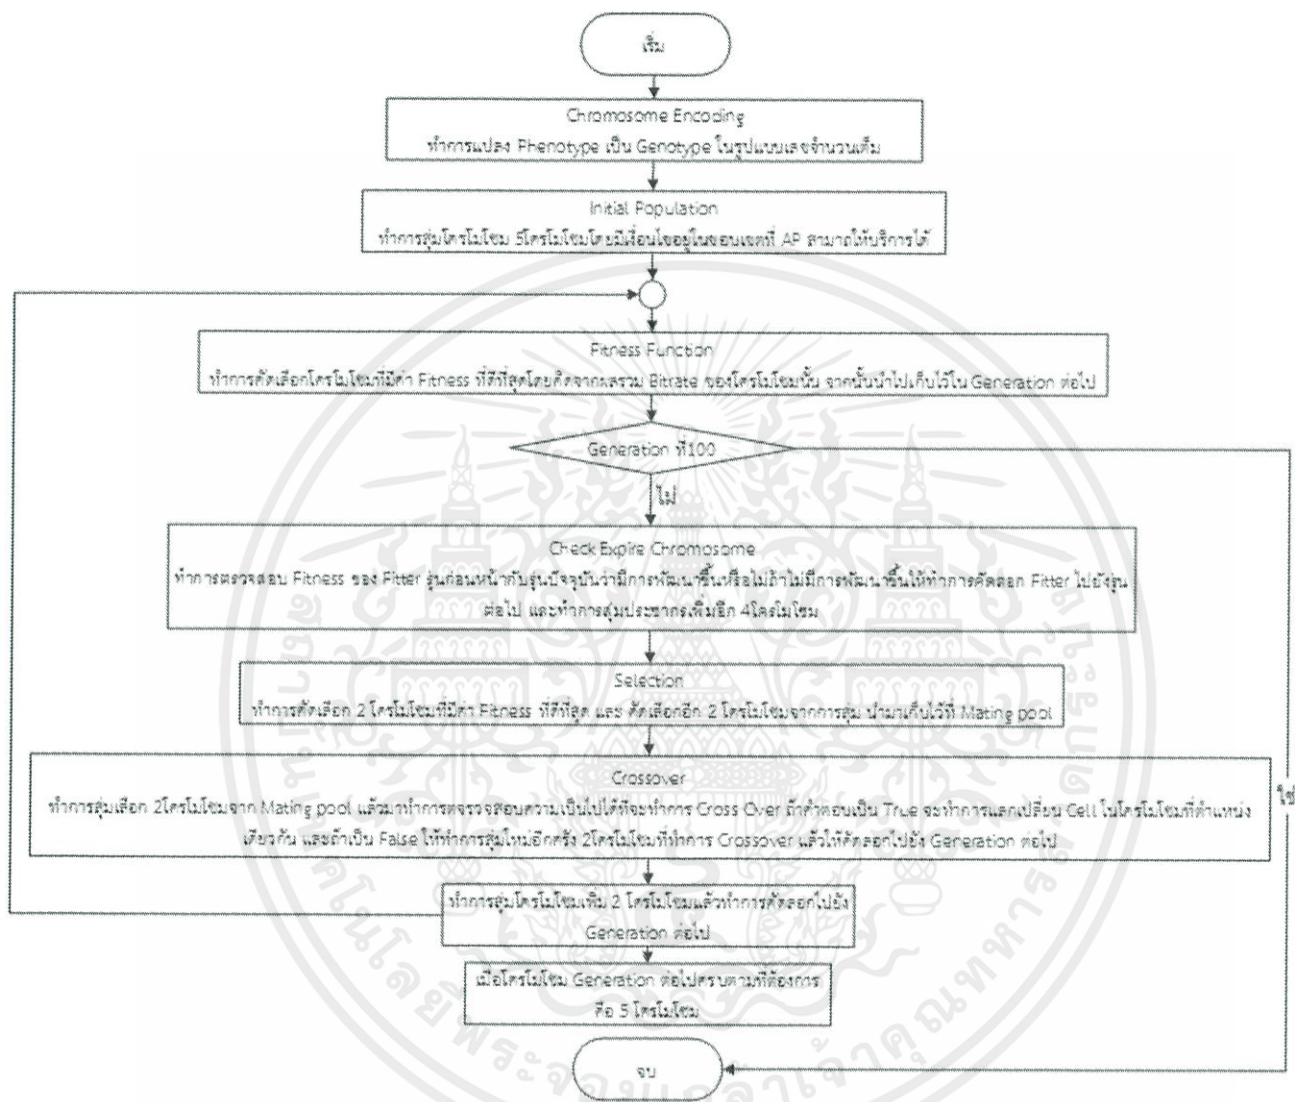 เริ่ม
Chromosome Encoding
ทำการแปลง Phenotype เป็น Genotype ในรูปแบบเลขจำนวนเต็ม
Initial Population
ทำการสุ่มโครโมโซม 5โครโมโซมโดยมีเงื่อนไขอยู่ในขอบเขตที่ AP สามาถให้บริการได้
Fitness Function
ทำการคัดเลือกโครโมโซมที่มีค่า Fitness ที่ดีที่สุดโดยคิดจากผลรวม Bitrate ของโครโมโซมนั้น จากนั้นนำไปเก็บไว้ใน Generation ต่อไป
Generation ที่100
ไม่
Check Expire Chromosome
ทำการตรวจสอบ Fitness ของ Fitter รุ่นก่อนหน้ากับรุ่นปัจจุบันว่ามีการพัฒนาขึ้นหรือไม่ถ้าไม่มีการพัฒนาขึ้นให้ทำการคัดลอก Fitter ไปยังรุ่น
ต่อไป และทำการสุ่มประชากรเพิ่มอีก 4โครโมโซม
Selection
ทำการคัดเลือก 2 โครโมโซมที่มีค่า Fitness ที่ดีที่สุด และ คัดเลือกอีก 2 โครโมโซมจากการสุ่ม นำมาเก็บไว้ที่ Mating pool
Crossover
ทำการสุ่มเลือก 2โครโมโซมจาก Mating pool แล้วมาทำการตรวจสอบความเป็นไปได้ที่จะทำการ Cross Over ถ้าคำตอบเป็น True จะทำการแลกเปลี่ยน Cell ในโครโมโซมที่ตำแหน่ง
เดียวกัน และถ้าเป็น False ให้ทำการสุ่มใหม่อีกครั้ง 2โครโมโซมที่ทำการ Crossover แล้วให้คัดลอกไปยัง Generation ต่อไป
ใช่
ทำการสุ่มโครโมโซมเพิ่ม 2 โครโมโซมแล้วทำการคัดลอกไปยัง
Generation ต่อไป
เมื่อโครโมโซม Generation ต่อไปครบตามที่ต้องการ
คือ 5 โครโมโซม
จบ